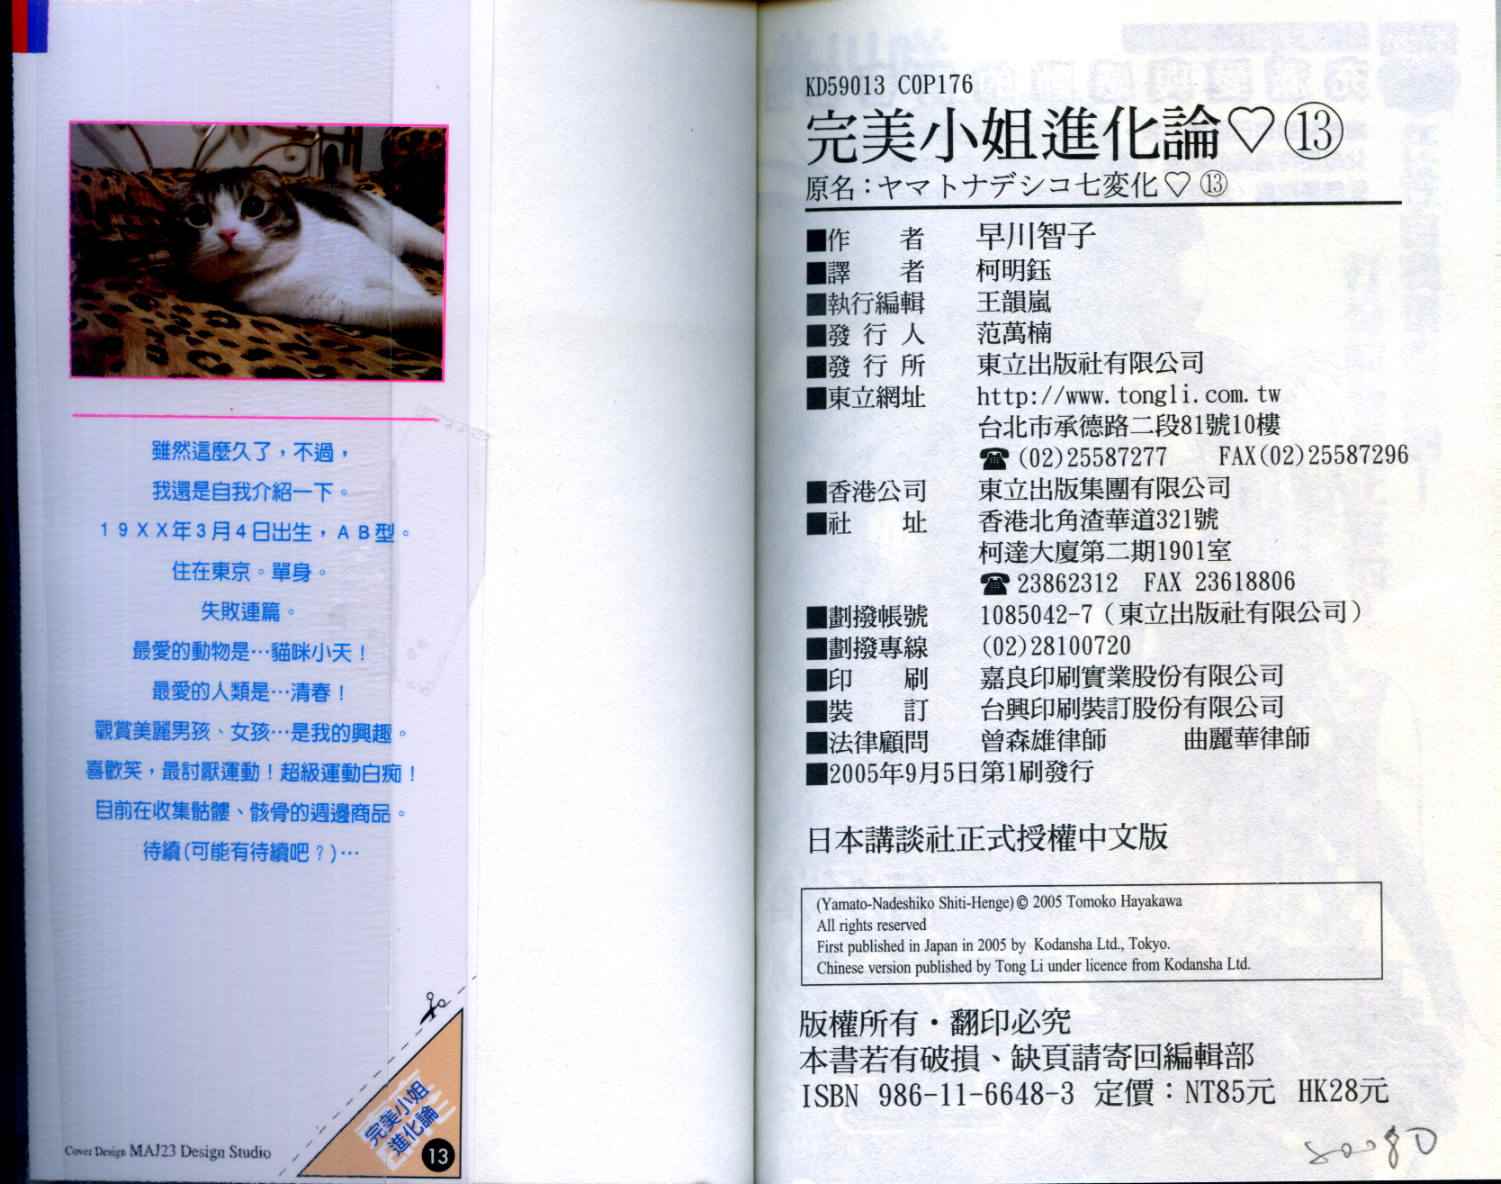 雖然這麼久了，不過，
我還是自我介紹一下。
19XX年3月4日出生，AB型。
住在東京。單身。
失敗連篇。
最愛的動物是…貓咪小天！
最愛的人類是…清春！
觀賞美麗男孩、女孩…是我的興趣。
喜歡笑，最討厭運動！超級運動白痴！
目前在收集骷髏、骸骨的週邊商品。
待續(可能有待續吧？)…
Cover Design MAJ23 Design Studio
完美小姐
進化論
13
KD59013 COP176
完美小姐進化論♡⑬
原名：ヤマトナデシコ七変化♡⑬
■作　　者　早川智子
■譯　　者　柯明鈺
■執行編輯　王韻嵐
■發 行 人　范萬楠
■發 行 所　東立出版社有限公司
■東立網址　http://www.tongli.com.tw
台北市承德路二段81號10樓
☎(02)25587277　FAX(02)25587296
■香港公司　東立出版集團有限公司
■社　　址　香港北角渣華道321號
柯達大廈第二期1901室
☎23862312 FAX 23618806
■劃撥帳號　1085042-7（東立出版社有限公司）
■劃撥專線　(02)28100720
■印　　刷　嘉良印刷實業股份有限公司
■裝　　訂　台興印刷裝訂股份有限公司
■法律顧問　曾森雄律師　　曲麗華律師
■2005年9月5日第1刷發行
日本講談社正式授權中文版
(Yamato-Nadeshiko Shiti-Henge)© 2005 Tomoko Hayakawa
All rights reserved
First published in Japan in 2005 by Kodansha Ltd., Tokyo.
Chinese version published by Tong Li under licence from Kodansha Ltd.
版權所有・翻印必究
本書若有破損、缺頁請寄回編輯部
ISBN 986-11-6648-3 定價：NT85元 HK28元